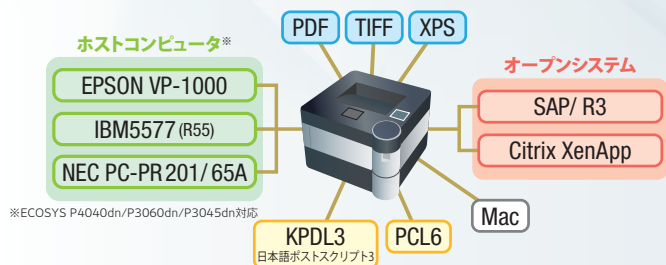 PDF TIFF XPS
ホストコンピュータ※
オープンシステム
EPSON VP-1000
IBM5577 (R55)
NEC PC-PR 201/ 65A
SAP/ R3
Citrix XenApp
※ECOSYS P4040dn/P3060dn/P3045dn対応
Mac
KPDL3
日本語ポストスクリプト3
PCL6